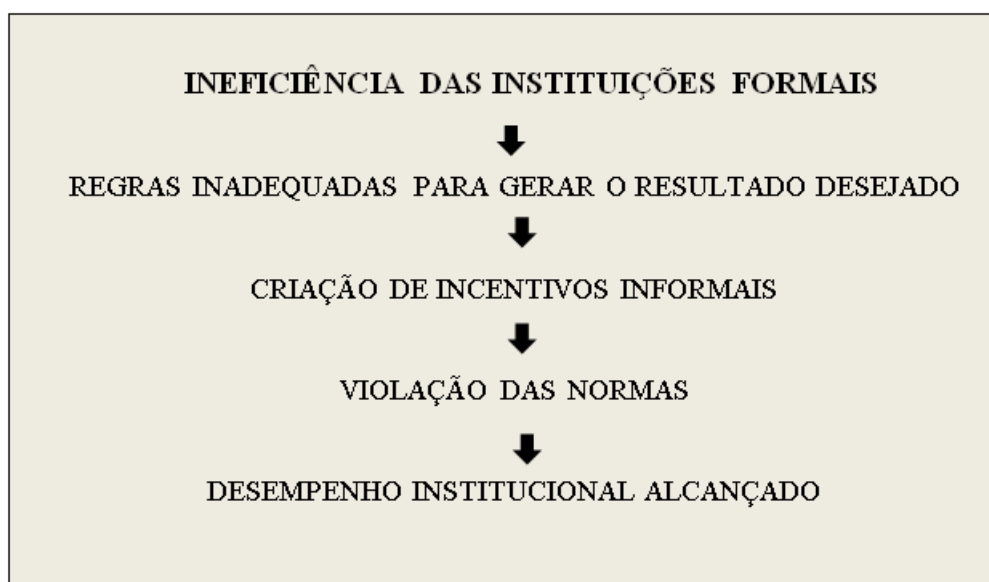 INEFICIÊNCIA DAS INSTITUIÇÕES FORMAIS
REGRAS INADEQUADAS PARA GERAR O RESULTADO DESEJADO
CRIAÇÃO DE INCENTIVOS INFORMAIS
VIOLAÇÃO DAS NORMAS
DESEMPENHO INSTITUCIONAL ALCANÇADO